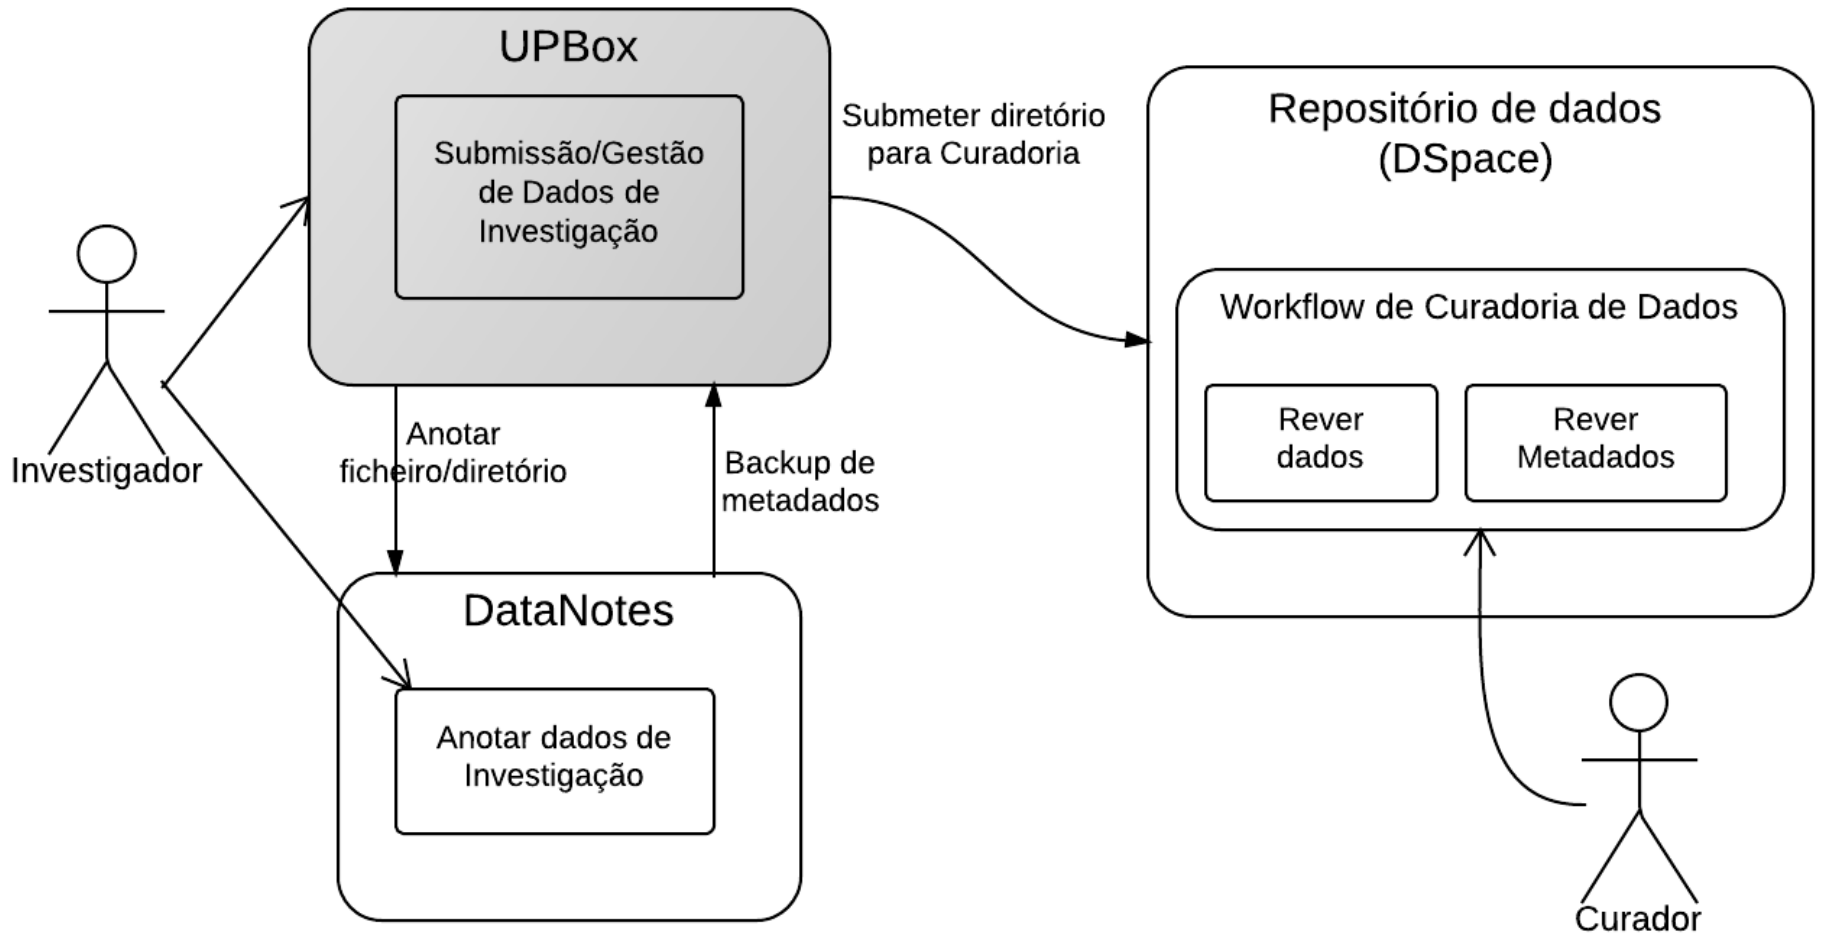 UPBox
Submissão/Gestão
de Dados de
Investigação
Submeter diretório
para Curadoria
Repositório de dados
(DSpace)
Workflow de Curadoria de Dados
Rever
dados
Rever
Metadados
Investigador
Anotar
ficheiro/diretório
Backup de
metadados
DataNotes
Anotar dados de
Investigação
Curador